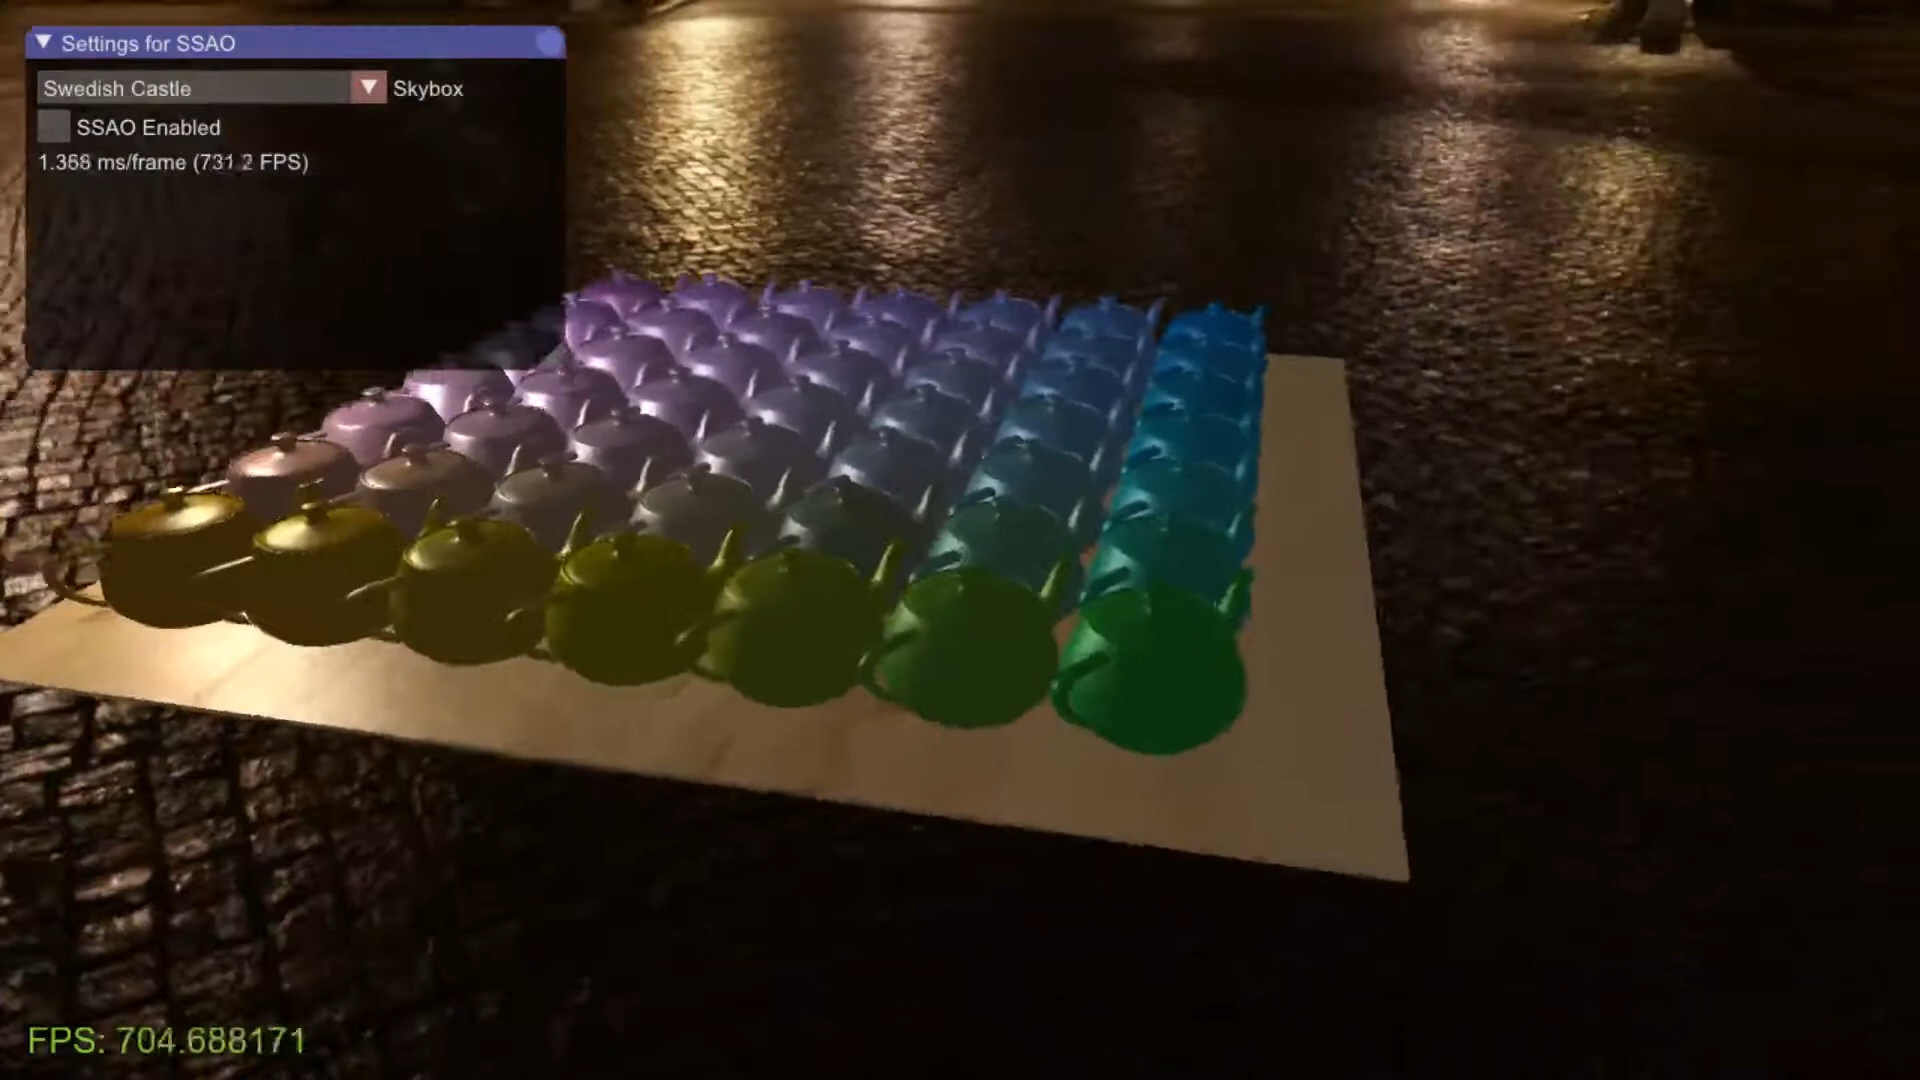 Settings for SSAO
Swedish Castle Skybox
SSAO Enabled
1.368 ms/frame (731.2 FPS)
FPS: 704.688171